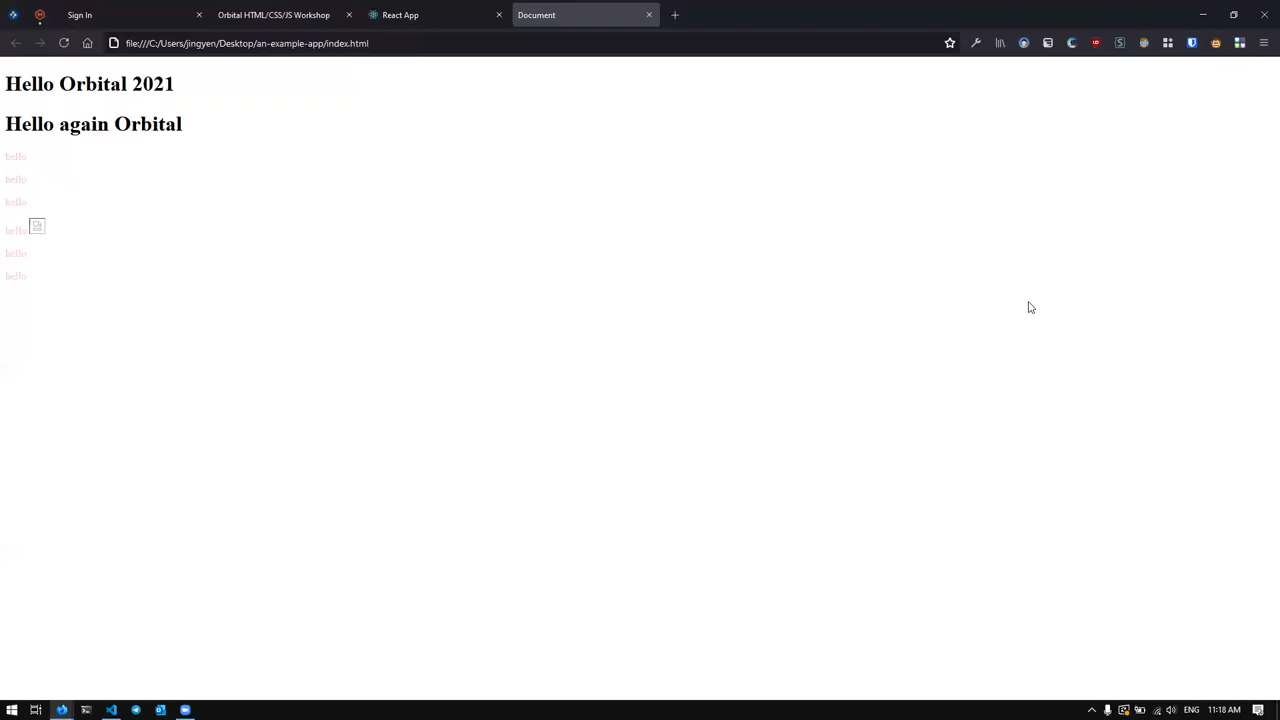 Sign In
Orbital HTML/CSS/JS Workshop
React App
Document
file:///C:/Users/jingyen/Desktop/an-example-app/index.html
Hello Orbital 2021
Hello again Orbital
hello
hello
hello
hello
hello
hello
ENG
11:18 AM